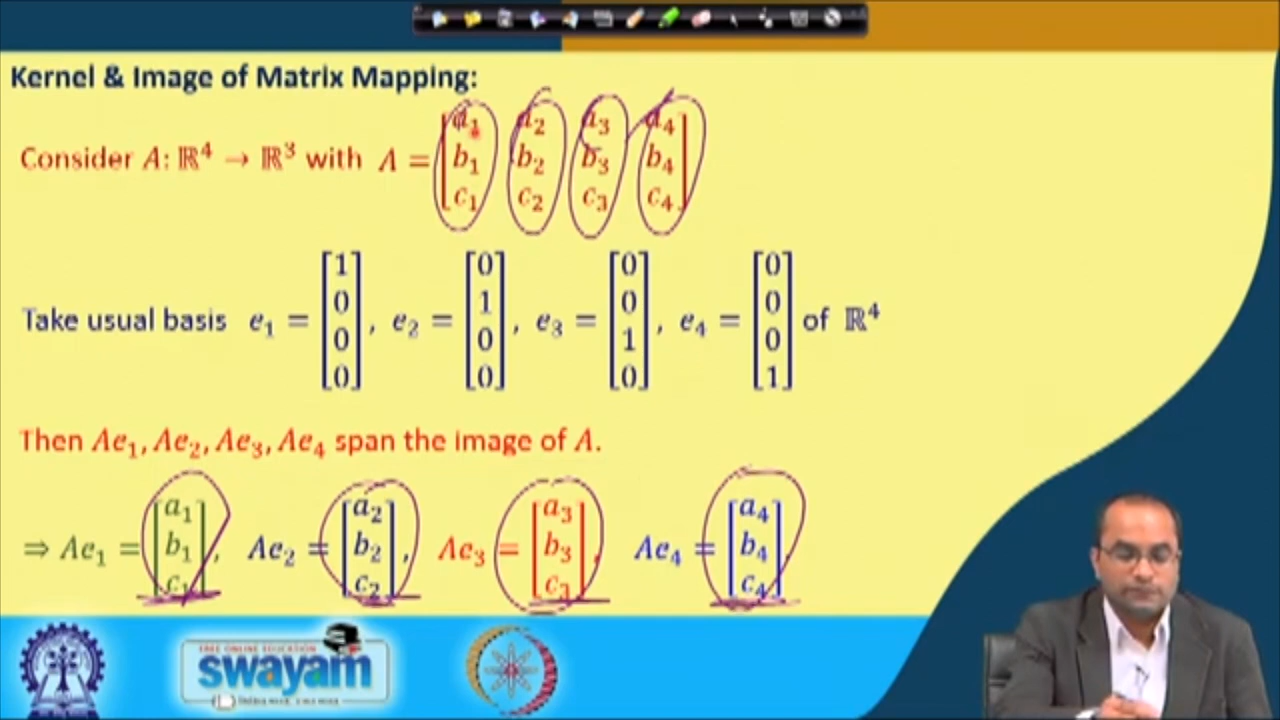 Kernel & Image of Matrix Mapping:
Consider A: ℝ⁴ → ℝ³ with A = [a₁ a₂ a₃ a₄
b₁ b₂ b₃ b₄
c₁ c₂ c₃ c₄]
Take usual basis e₁ = [1 0 0 0], e₂ = [0 1 0 0], e₃ = [0 0 1 0], e₄ = [0 0 0 1] of ℝ⁴
Then Ae₁, Ae₂, Ae₃, Ae₄ span the image of A.
⇒ Ae₁ = [a₁ b₁ c₁], Ae₂ = [a₂ b₂ c₂], Ae₃ = [a₃ b₃ c₃], Ae₄ = [a₄ b₄ c₄].
FREE ONLINE EDUCATION
swayam